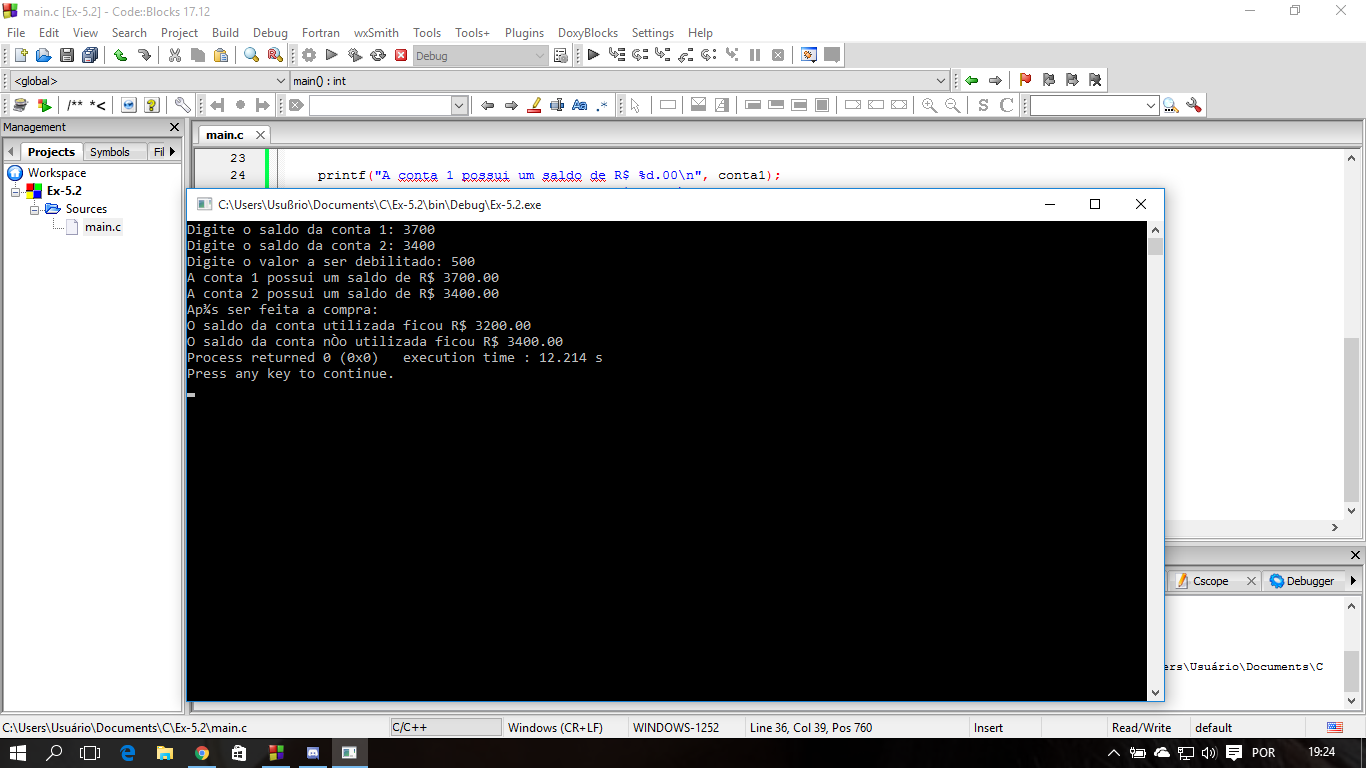 main.c [Ex-5.2] - Code::Blocks 17.12
File Edit View Search Project Build Debug Fortran wxSmith Tools Tools+ Plugins DoxyBlocks Settings Help
Debug
<global> main() : int
/** *<
Aa .*
S C
Management
Projects Symbols Fil
Workspace
Ex-5.2
Sources
main.c
main.c
23
24 printf("A conta 1 possui um saldo de R$ %d.00\n", conta1);
C:\Users\Usußrio\Documents\C\Ex-5.2\bin\Debug\Ex-5.2.exe
Digite o saldo da conta 1: 3700
Digite o saldo da conta 2: 3400
Digite o valor a ser debilitado: 500
A conta 1 possui um saldo de R$ 3700.00
A conta 2 possui um saldo de R$ 3400.00
Ap¾s ser feita a compra:
O saldo da conta utilizada ficou R$ 3200.00
O saldo da conta nÒo utilizada ficou R$ 3400.00
Process returned 0 (0x0)   execution time : 12.214 s
Press any key to continue.
Cscope Debugger
ers\Usuário\Documents\C
C:\Users\Usuário\Documents\C\Ex-5.2\main.c C/C++ Windows (CR+LF) WINDOWS-1252 Line 36, Col 39, Pos 760 Insert Read/Write default
POR 19:24